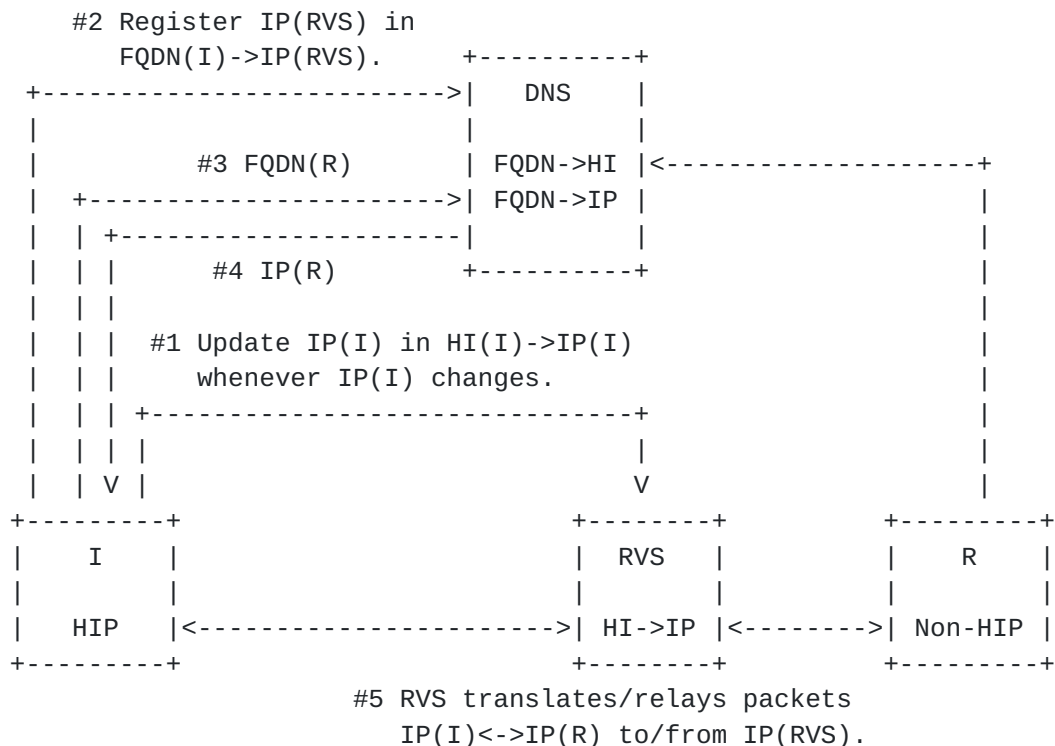 #2 Register IP(RVS) in
FQDN(I)->IP(RVS).
DNS
#3 FQDN(R)
FQDN->HI
FQDN->IP
#4 IP(R)
#1 Update IP(I) in HI(I)->IP(I)
whenever IP(I) changes.
I
RVS
R
HIP
HI->IP
Non-HIP
#5 RVS translates/relays packets
IP(I)<->IP(R) to/from IP(RVS).